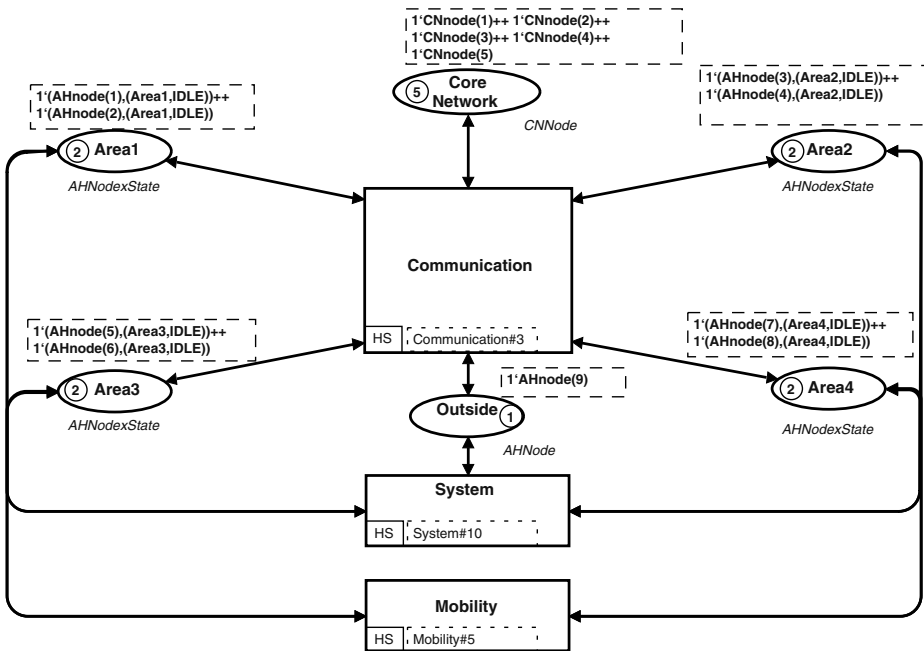 1‘CNnode(1)++ 1‘CNnode(2)++
1‘CNnode(3)++ 1‘CNnode(4)++
1‘CNnode(5)
5 Core
Network
CNNode
1‘(AHnode(1),(Area1,IDLE))++
1‘(AHnode(2),(Area1,IDLE))
2 Area1
AHNodexState
1‘(AHnode(3),(Area2,IDLE))++
1‘(AHnode(4),(Area2,IDLE))
2 Area2
AHNodexState
Communication
HS Communication#3
1‘(AHnode(5),(Area3,IDLE))++
1‘(AHnode(6),(Area3,IDLE))
2 Area3
AHNodexState
1‘(AHnode(7),(Area4,IDLE))++
1‘(AHnode(8),(Area4,IDLE))
2 Area4
AHNodexState
1‘AHnode(9)
Outside 1
AHNode
System
HS System#10
Mobility
HS Mobility#5